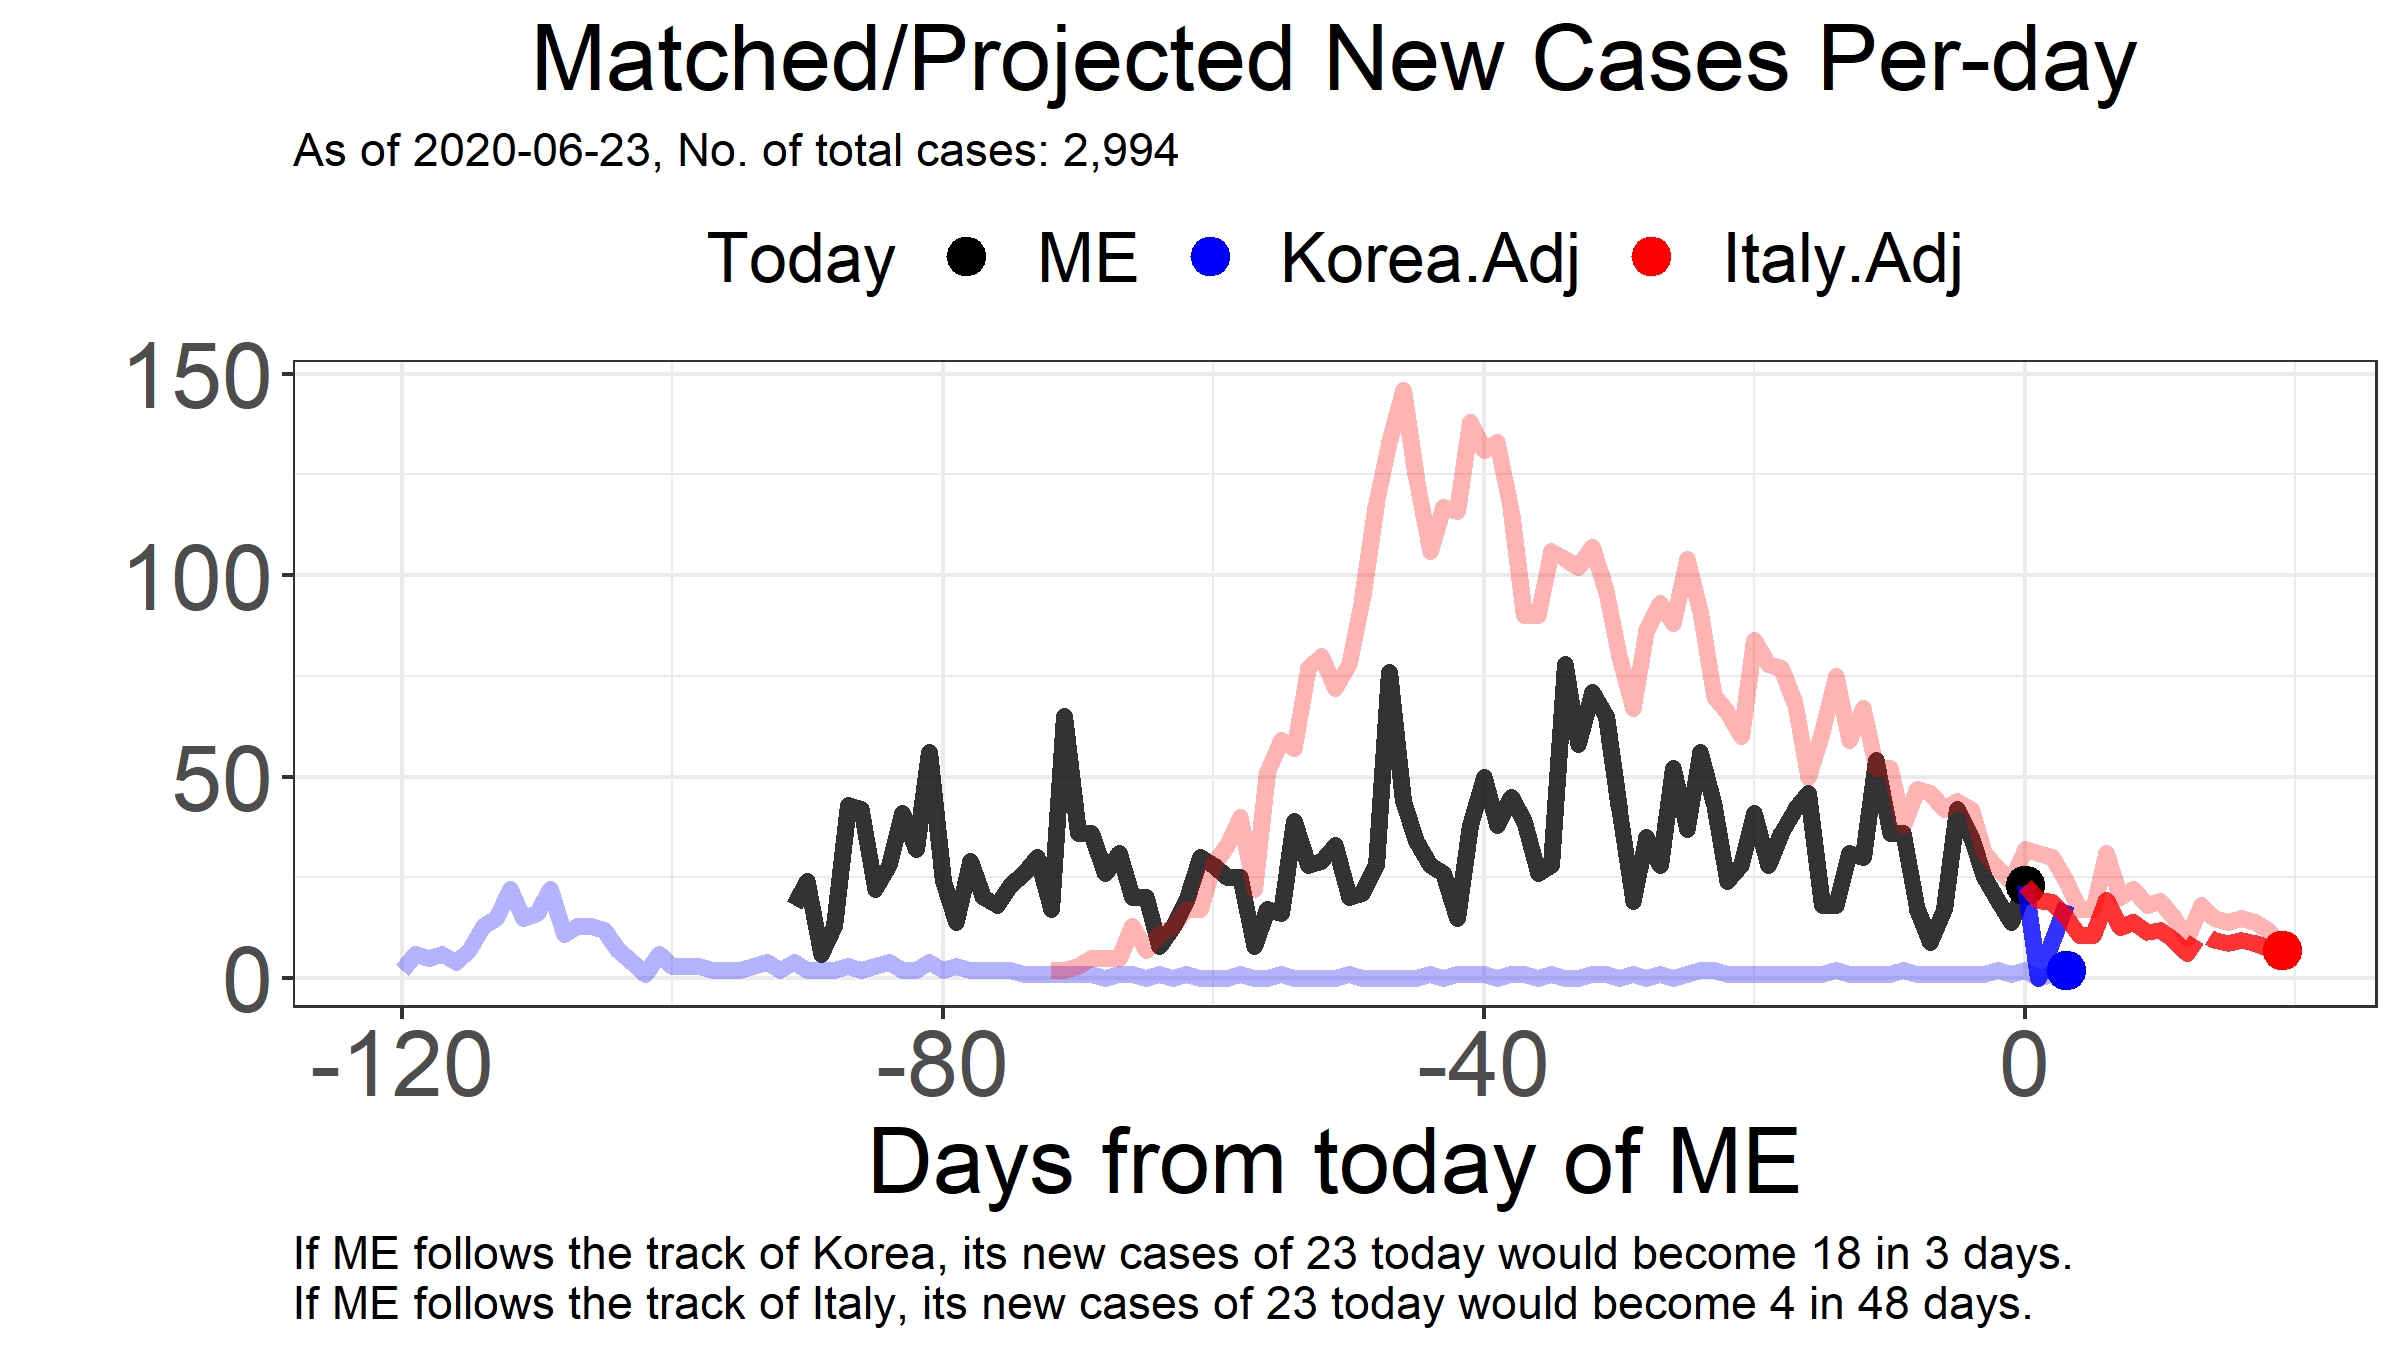 Matched/Projected New Cases Per-day
As of 2020-06-23, No. of total cases: 2,994
Today ME Korea.Adj Italy.Adj
150
100
50
0
-120 -80 -40 0
Days from today of ME
If ME follows the track of Korea, its new cases of 23 today would become 18 in 3 days.
If ME follows the track of Italy, its new cases of 23 today would become 4 in 48 days.